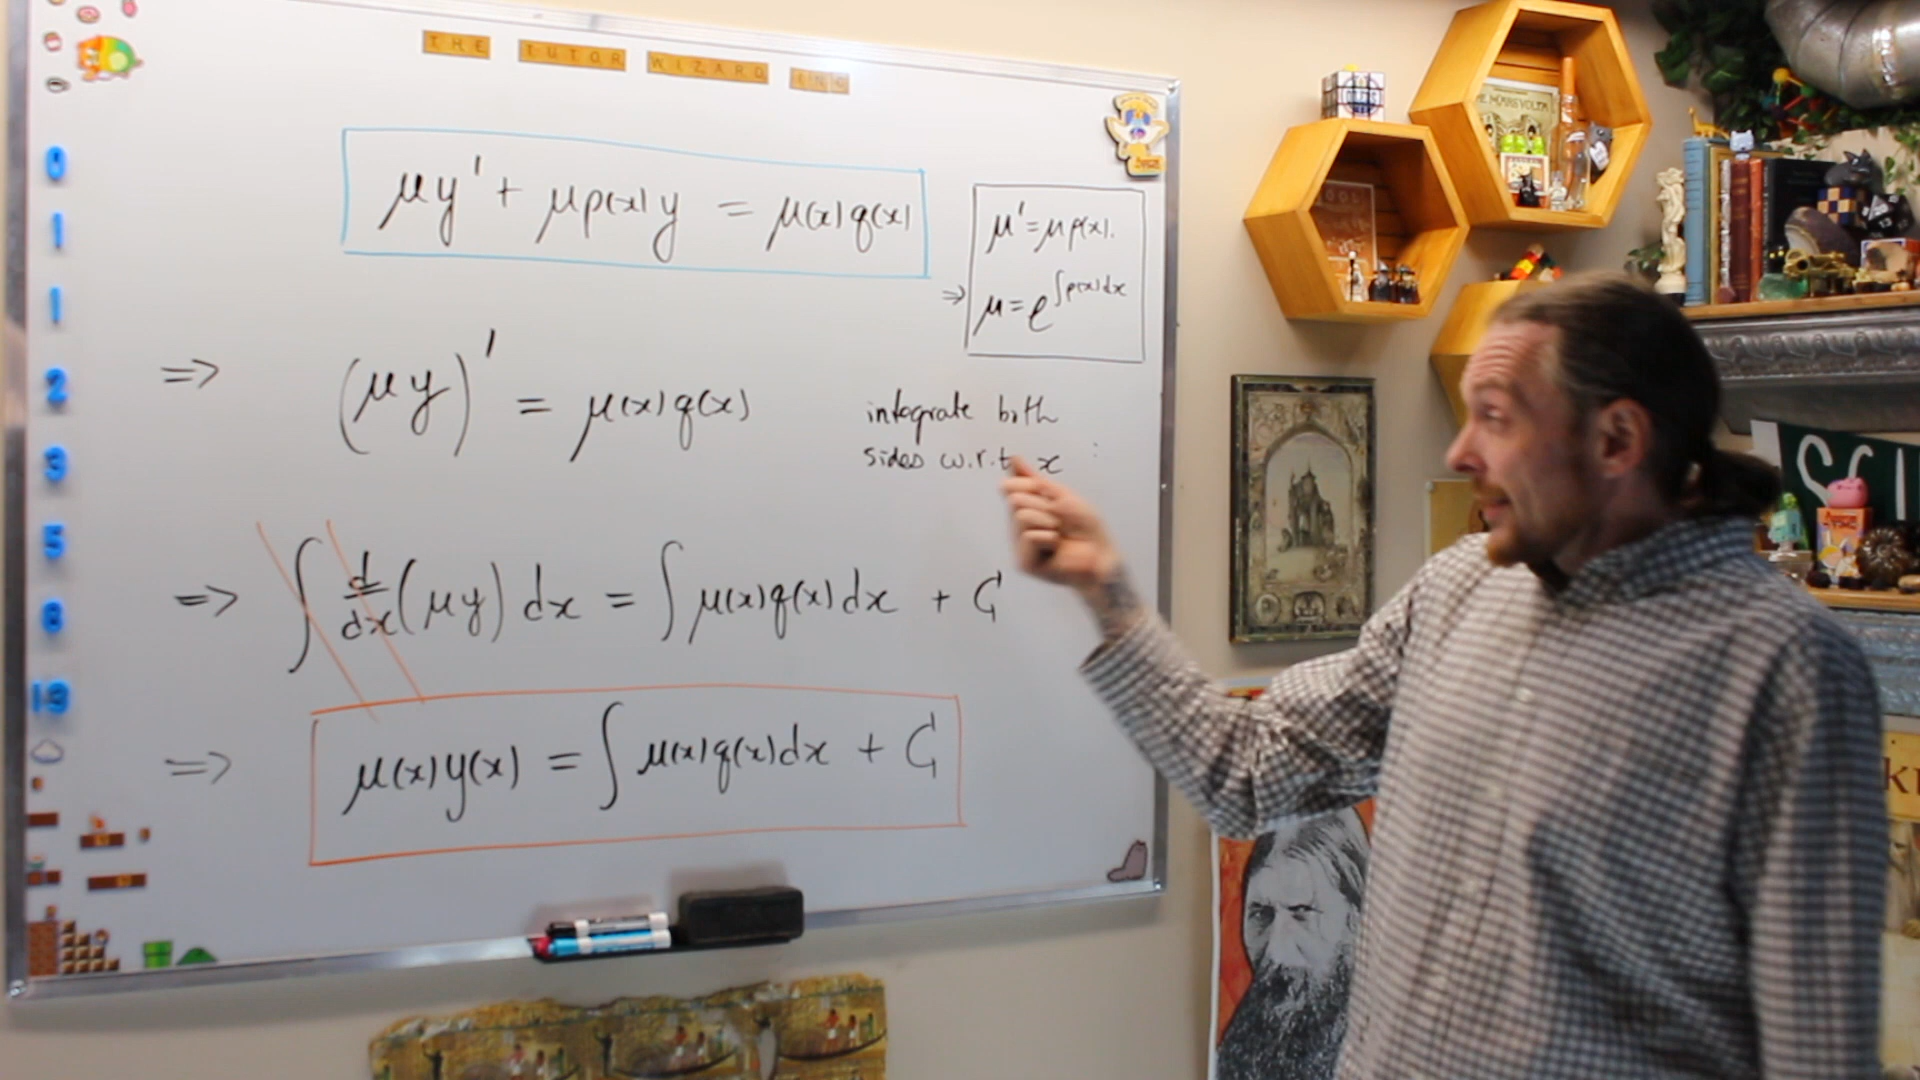 THE TUTOR WIZARD INC
μy' + μp(x)y = μ(x)q(x)
μ' = μp(x).
⇒ μ = e^∫p(x)dx
⇒ (μy)' = μ(x)q(x)
integrate both
sides w.r.t. x :
⇒ ∫ d/dx (μy) dx = ∫ μ(x)q(x)dx + C
⇒ μ(x)y(x) = ∫ μ(x)q(x)dx + C
0
1
1
2
3
5
8
13